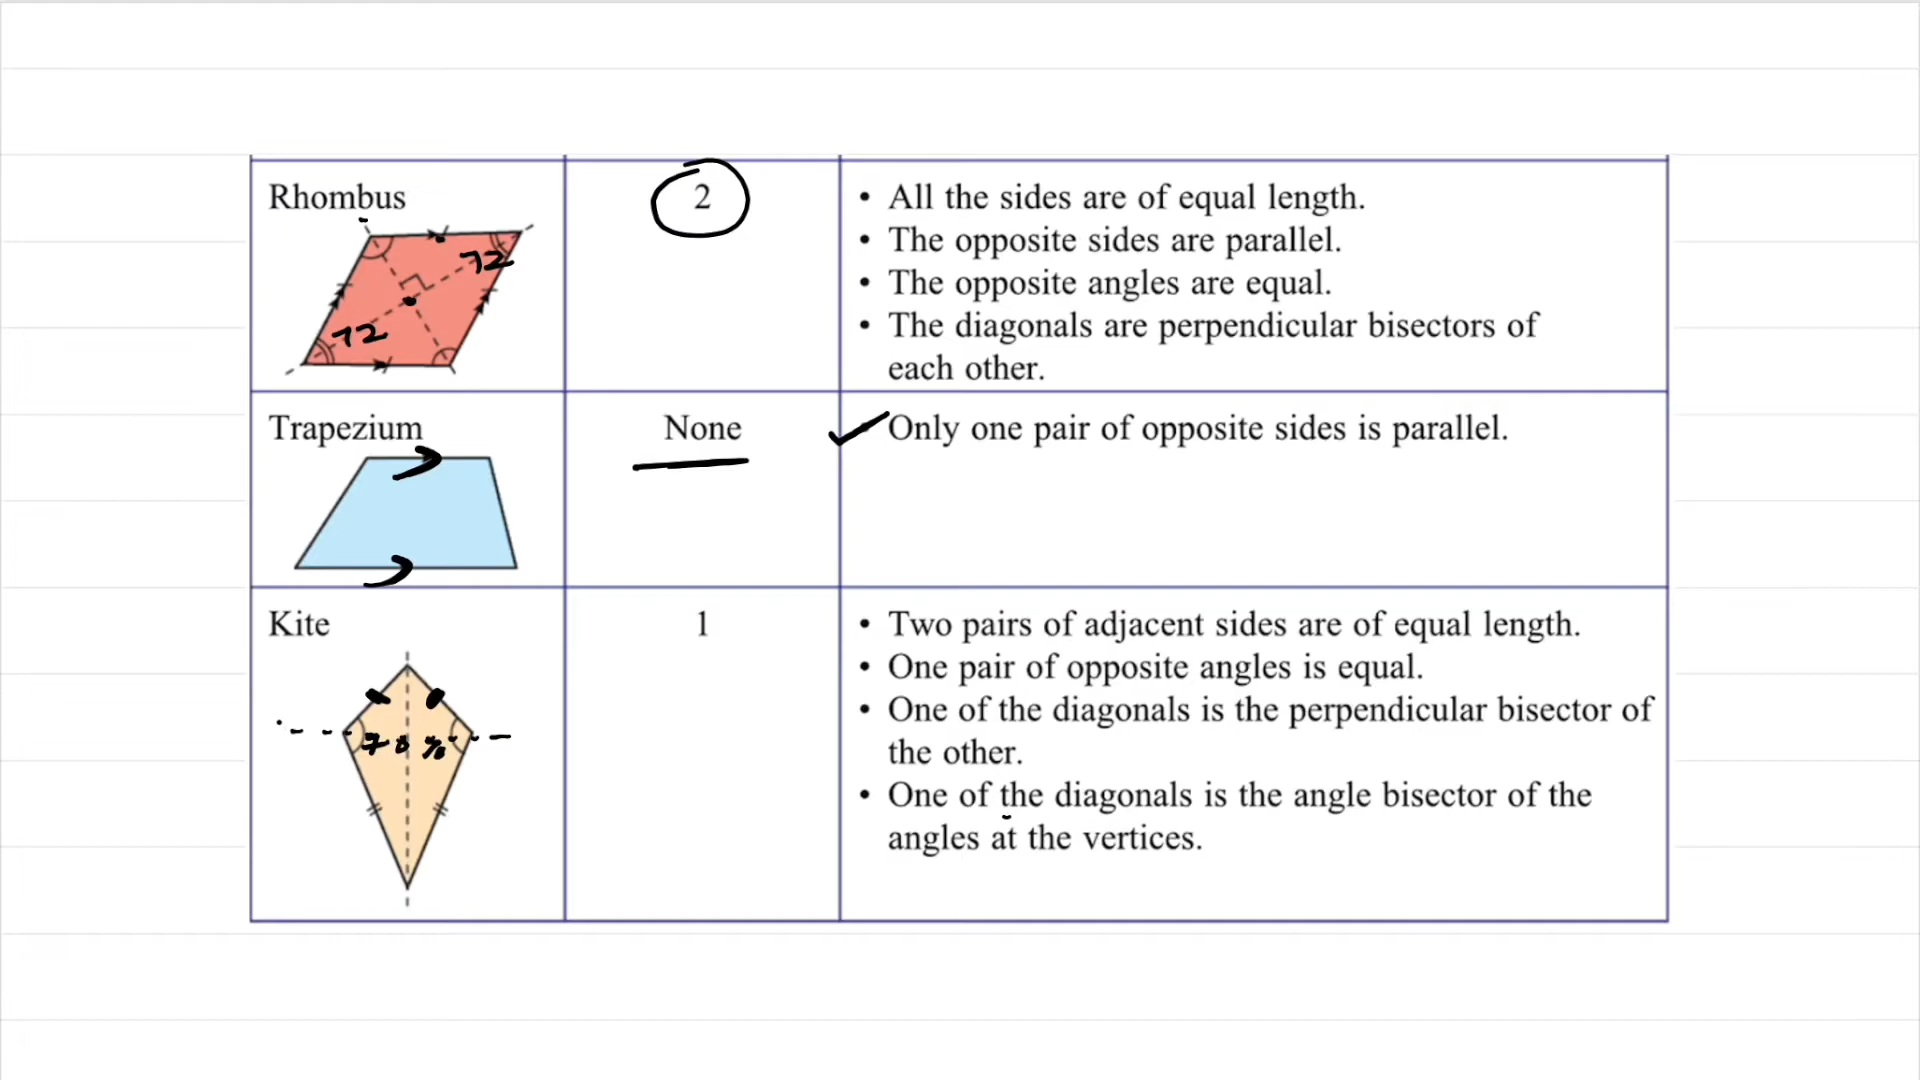 Rhombus
2
• All the sides are of equal length.
• The opposite sides are parallel.
• The opposite angles are equal.
• The diagonals are perpendicular bisectors of
each other.
72
72
Trapezium
None
Only one pair of opposite sides is parallel.
Kite
1
• Two pairs of adjacent sides are of equal length.
• One pair of opposite angles is equal.
• One of the diagonals is the perpendicular bisector of
the other.
• One of the diagonals is the angle bisector of the
angles at the vertices.
70 70